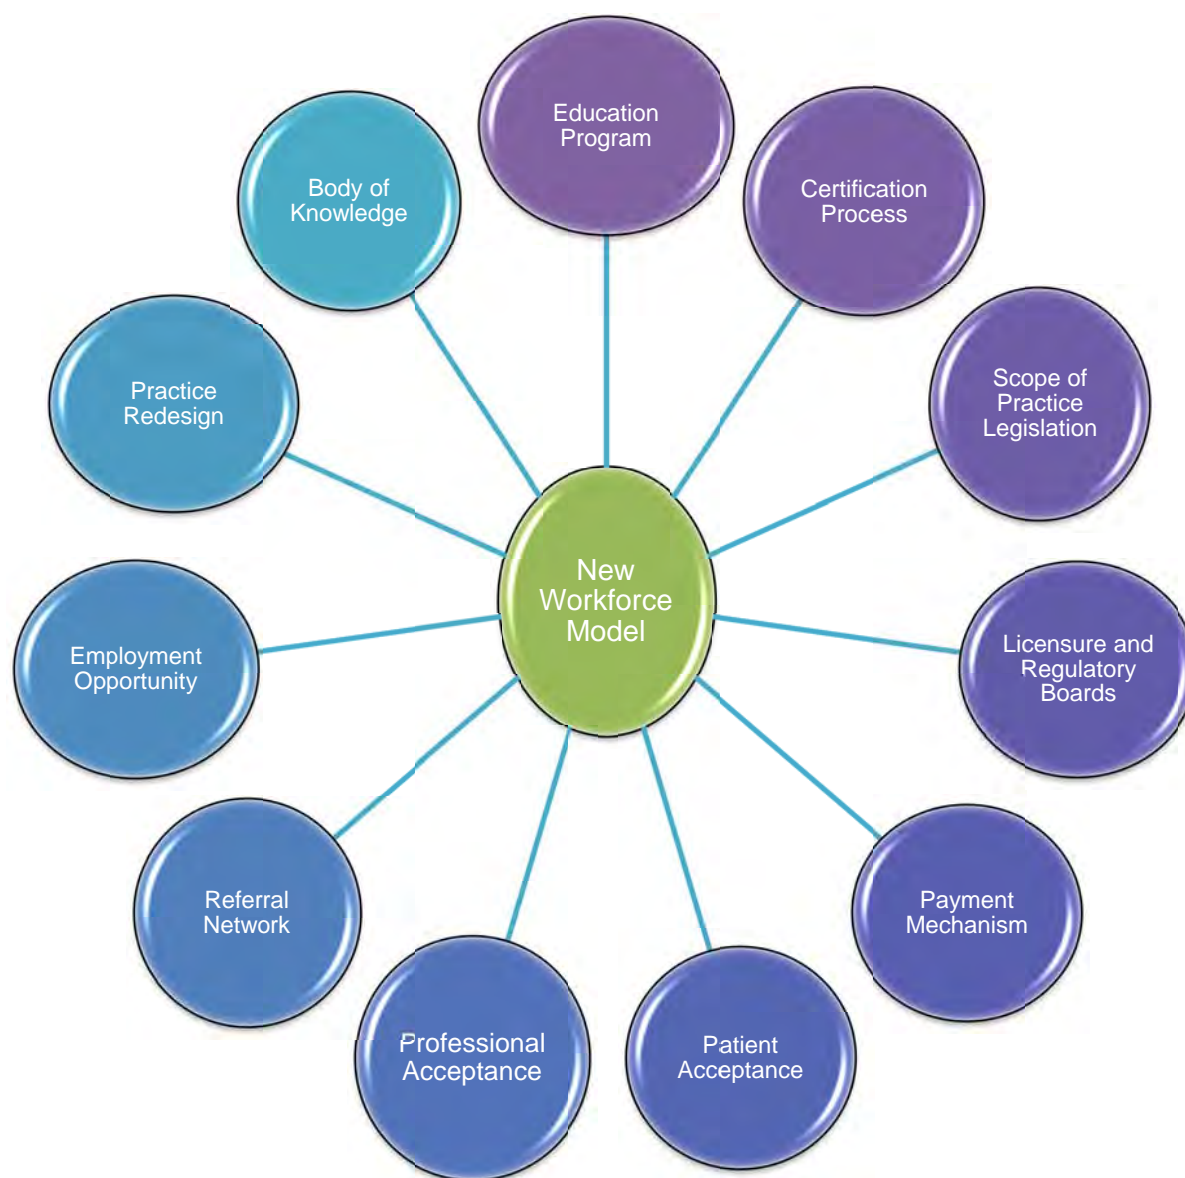 Education
Program
Certification
Process
Scope of
Practice
Legislation
Licensure and
Regulatory
Boards
Payment
Mechanism
Patient
Acceptance
Professional
Acceptance
Referral
Network
Employment
Opportunity
Practice
Redesign
Body of
Knowledge
New
Workforce
Model